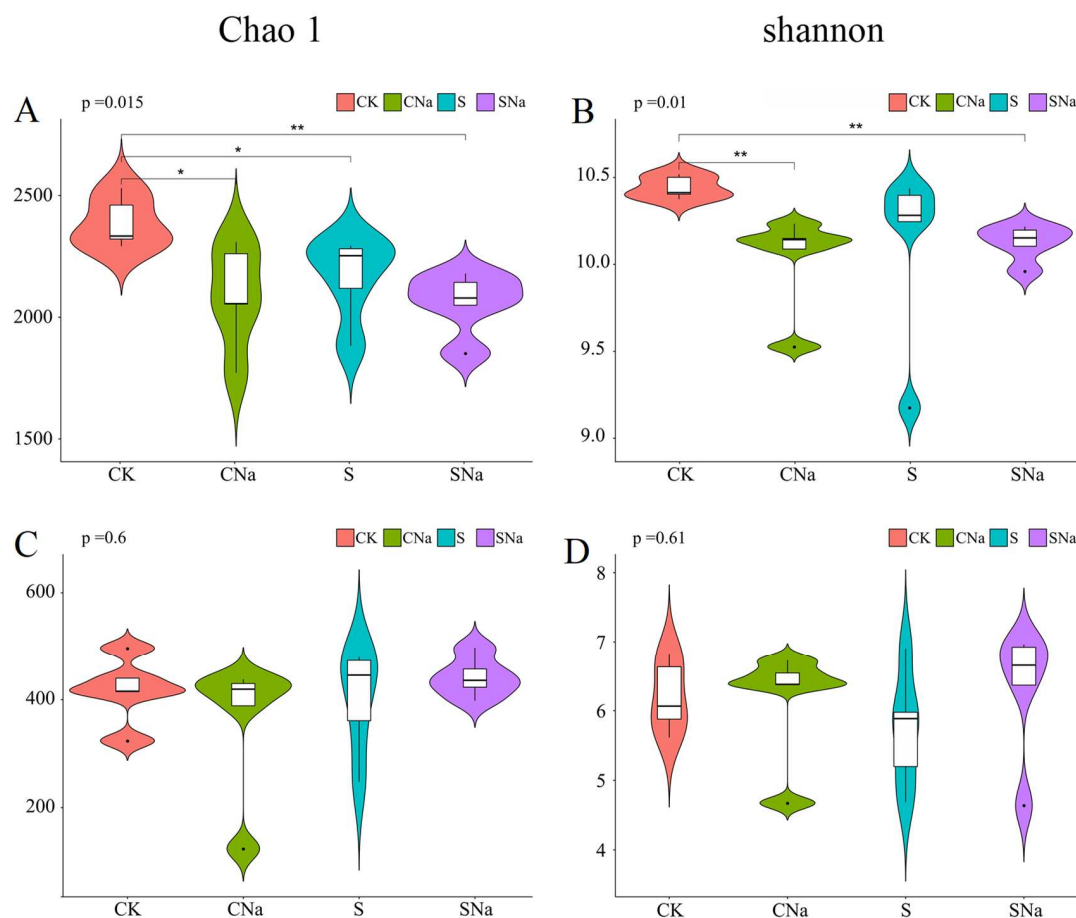 Chao 1
shannon
A
p =0.015
CK CNa S SNa
**
*
*
2500
2000
1500
CK CNa S SNa
B
p =0.01
CK CNa S SNa
**
**
10.5
10.0
9.5
9.0
CK CNa S SNa
C
p =0.6
CK CNa S SNa
600
400
200
CK CNa S SNa
D
p =0.61
CK CNa S SNa
8
7
6
5
4
CK CNa S SNa